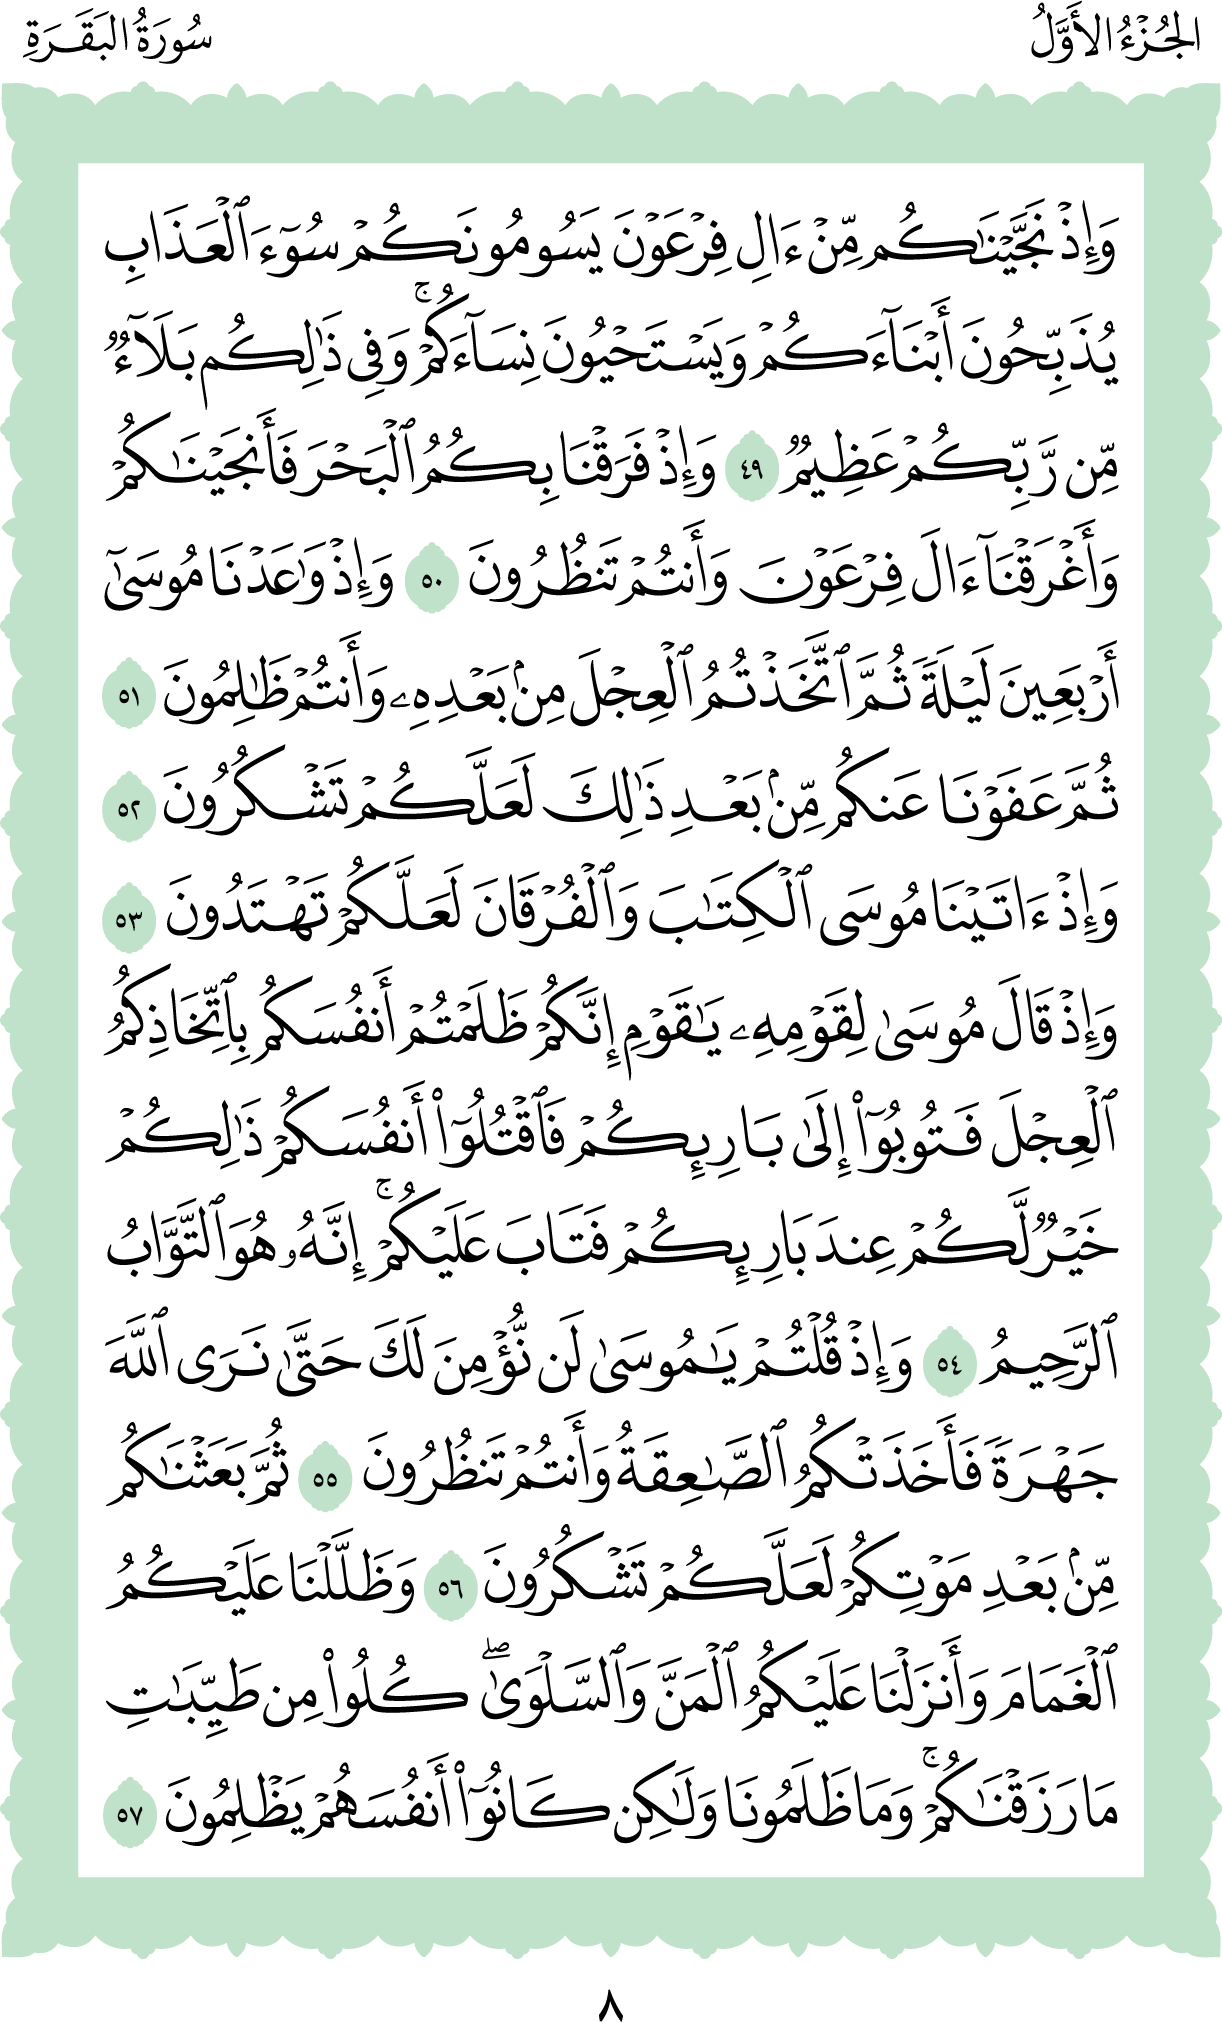 الجُزْءُ الأَوَّلُ
سُورَةُ البَقَرَةِ
وَإِذۡ نَجَّيۡنَٰكُم مِّنۡ ءَالِ فِرۡعَوۡنَ يَسُومُونَكُمۡ سُوٓءَ ٱلۡعَذَابِ
يُذَبِّحُونَ أَبۡنَآءَكُمۡ وَيَسۡتَحۡيُونَ نِسَآءَكُمۡۚ وَفِي ذَٰلِكُم بَلَآءٞ
مِّن رَّبِّكُمۡ عَظِيمٞ ٤٩ وَإِذۡ فَرَقۡنَا بِكُمُ ٱلۡبَحۡرَ فَأَنجَيۡنَٰكُمۡ
وَأَغۡرَقۡنَآ ءَالَ فِرۡعَوۡنَ وَأَنتُمۡ تَنظُرُونَ ٥٠ وَإِذۡ وَٰعَدۡنَا مُوسَىٰٓ
أَرۡبَعِينَ لَيۡلَةٗ ثُمَّ ٱتَّخَذۡتُمُ ٱلۡعِجۡلَ مِنۢ بَعۡدِهِۦ وَأَنتُمۡ ظَٰلِمُونَ ٥١
ثُمَّ عَفَوۡنَا عَنكُم مِّنۢ بَعۡدِ ذَٰلِكَ لَعَلَّكُمۡ تَشۡكُرُونَ ٥٢
وَإِذۡ ءَاتَيۡنَا مُوسَى ٱلۡكِتَٰبَ وَٱلۡفُرۡقَانَ لَعَلَّكُمۡ تَهۡتَدُونَ ٥٣
وَإِذۡ قَالَ مُوسَىٰ لِقَوۡمِهِۦ يَٰقَوۡمِ إِنَّكُمۡ ظَلَمۡتُمۡ أَنفُسَكُم بِٱتِّخَاذِكُمُ
ٱلۡعِجۡلَ فَتُوبُوٓاْ إِلَىٰ بَارِئِكُمۡ فَٱقۡتُلُوٓاْ أَنفُسَكُمۡ ذَٰلِكُمۡ
خَيۡرٞ لَّكُمۡ عِندَ بَارِئِكُمۡ فَتَابَ عَلَيۡكُمۡۚ إِنَّهُۥ هُوَ ٱلتَّوَّابُ
ٱلرَّحِيمُ ٥٤ وَإِذۡ قُلۡتُمۡ يَٰمُوسَىٰ لَن نُّؤۡمِنَ لَكَ حَتَّىٰ نَرَى ٱللَّهَ
جَهۡرَةٗ فَأَخَذَتۡكُمُ ٱلصَّٰعِقَةُ وَأَنتُمۡ تَنظُرُونَ ٥٥ ثُمَّ بَعَثۡنَٰكُم
مِّنۢ بَعۡدِ مَوۡتِكُمۡ لَعَلَّكُمۡ تَشۡكُرُونَ ٥٦ وَظَلَّلۡنَا عَلَيۡكُمُ
ٱلۡغَمَامَ وَأَنزَلۡنَا عَلَيۡكُمُ ٱلۡمَنَّ وَٱلسَّلۡوَىٰۖ كُلُواْ مِن طَيِّبَٰتِ
مَا رَزَقۡنَٰكُمۡۚ وَمَا ظَلَمُونَا وَلَٰكِن كَانُوٓاْ أَنفُسَهُمۡ يَظۡلِمُونَ ٥٧
٨